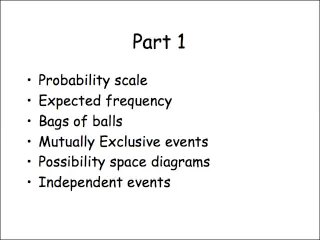 Part 1
• Probability scale
• Expected frequency
• Bags of balls
• Mutually Exclusive events
• Possibility space diagrams
• Independent events